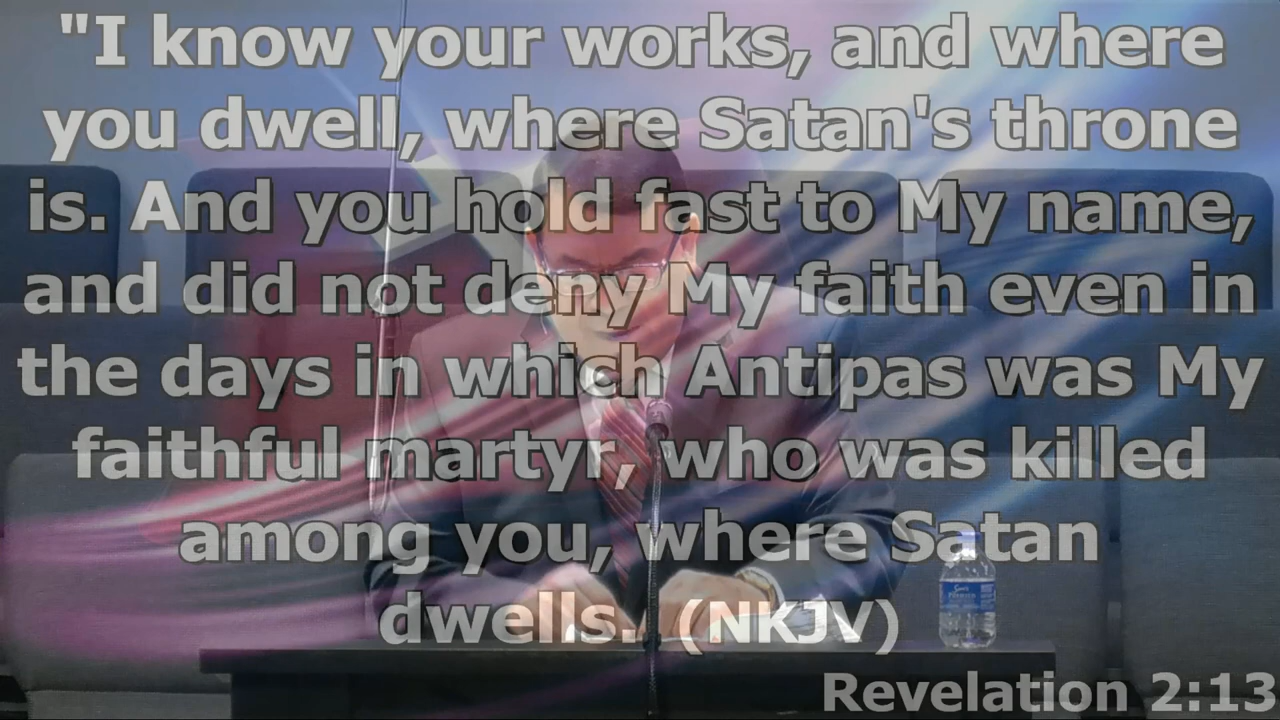 "I know your works, and where
you dwell, where Satan's throne
is. And you hold fast to My name,
and did not deny My faith even in
the days in which Antipas was My
faithful martyr, who was killed
among you, where Satan
dwells. (NKJV)
Revelation 2:13